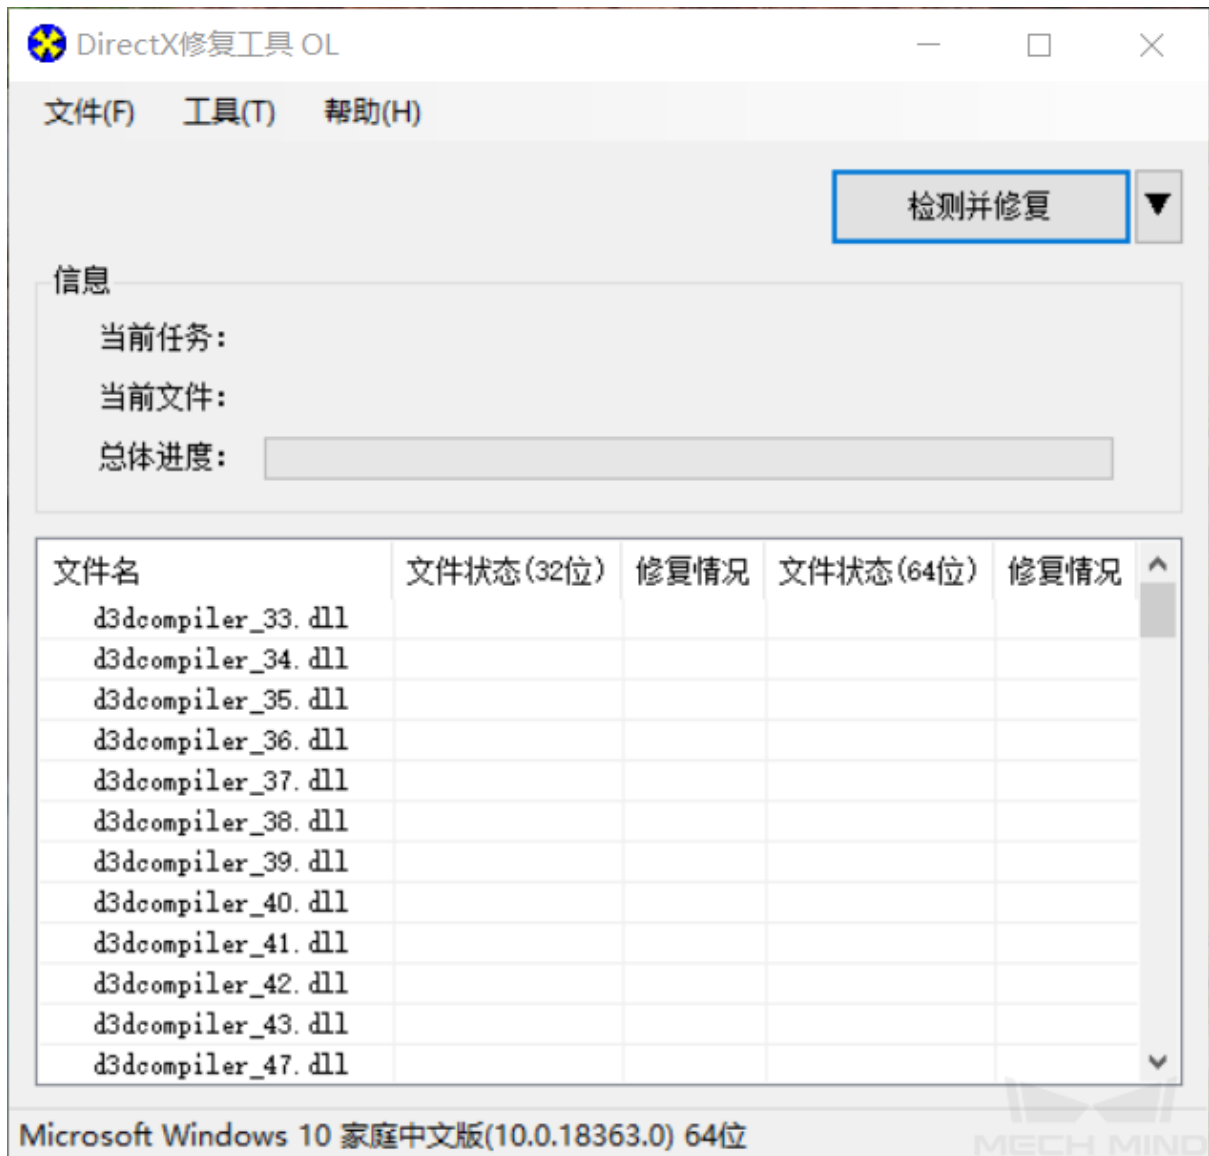 DirectX修复工具 OL
文件(F) 工具(T) 帮助(H)
检测并修复
信息
当前任务:
当前文件:
总体进度:
文件名 文件状态(32位) 修复情况 文件状态(64位) 修复情况
d3dcompiler_33.dll
d3dcompiler_34.dll
d3dcompiler_35.dll
d3dcompiler_36.dll
d3dcompiler_37.dll
d3dcompiler_38.dll
d3dcompiler_39.dll
d3dcompiler_40.dll
d3dcompiler_41.dll
d3dcompiler_42.dll
d3dcompiler_43.dll
d3dcompiler_47.dll
Microsoft Windows 10 家庭中文版(10.0.18363.0) 64位
MECH MIND